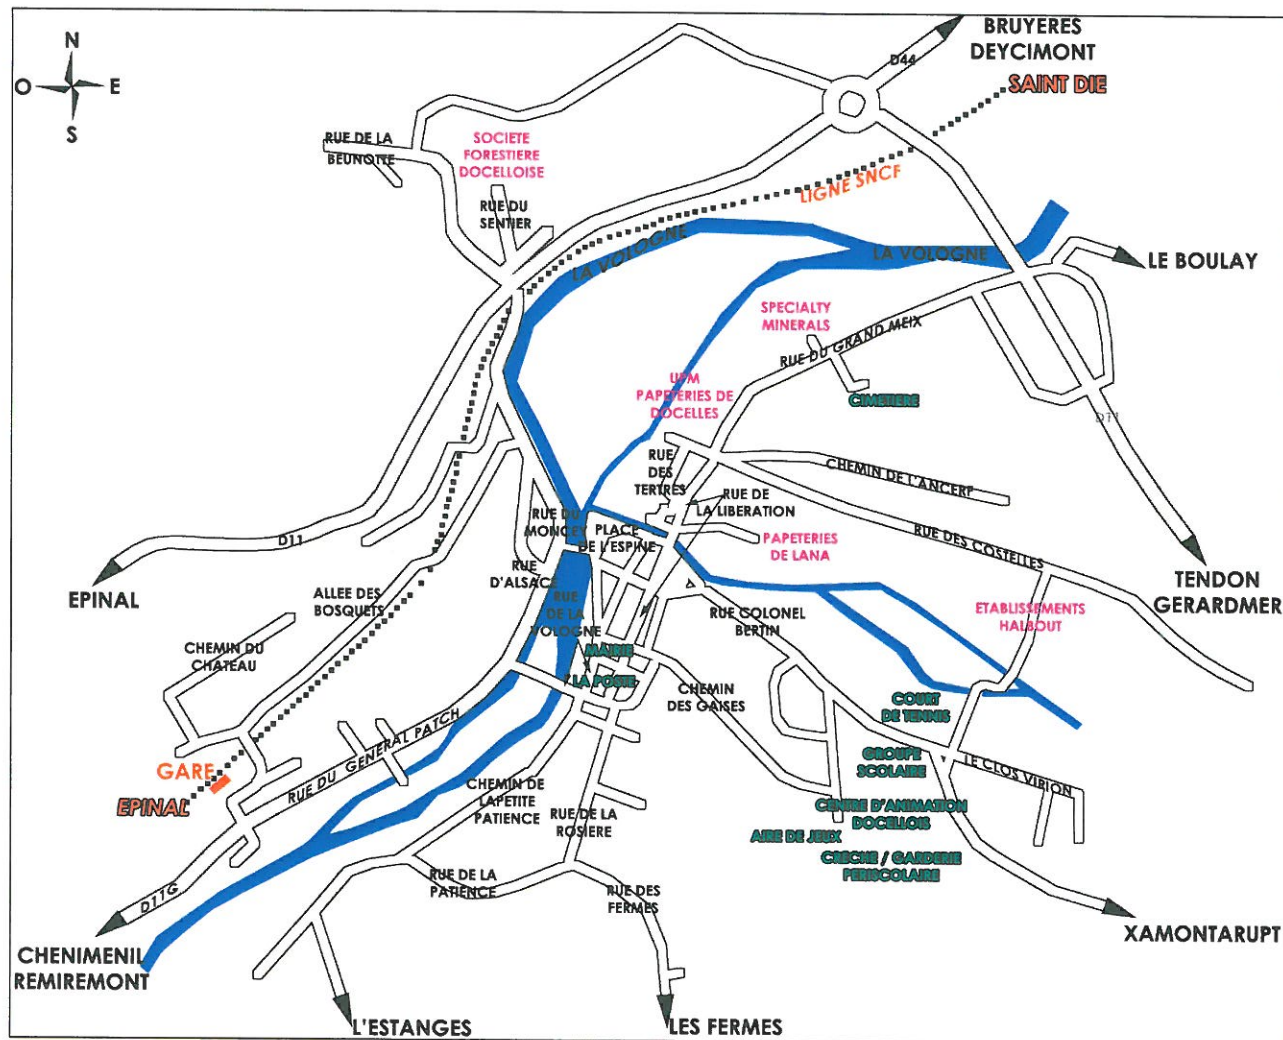 N
O
E
S
BRUYERES
DEYCIMONT
D44
SAINT DIE
RUE DE LA
BEUNOTTE
SOCIETE
FORESTIERE
DOCELLOISE
LIGNE SNCF
RUE DU
SENTIER
LA VOLOGNE
LA VOLOGNE
LE BOULAY
SPECIALTY
MINERALS
RUE DU GRAND MEIX
UPM
PAPETERIES DE
DOCELLES
CIMETIERE
D11
RUE
DES
TERTRES
CHEMIN DE L'ANCERF
RUE DE
LA LIBERATION
RUE DU
MONCEY
PLACE
DE L'ESPINE
PAPETERIES
DE LANA
RUE DES COSTELLES
D11
EPINAL
RUE
D'ALSACE
TENDON
GERARDMER
ALLEE DES
BOSQUETS
RUE
DE LA
VOLOGNE
RUE COLONEL
BERTIN
ETABLISSEMENTS
HALBOUT
CHEMIN DU
CHATEAU
MAIRIE
LA POSTE
CHEMIN
DES GAISES
COURT
DE TENNIS
RUE DU GENERAL PATCH
GROUPE
SCOLAIRE
LE CLOS VIRION
GARE
EPINAL
CHEMIN DE
LAPETITE
PATIENCE
RUE DE LA
ROSIERE
CENTRE D'ANIMATION
DOCELLOIS
AIRE DE JEUX
CRECHE / GARDERIE
PERISCOLAIRE
RUE DE LA
PATIENCE
RUE DES
FERMES
D11G
XAMONTARUPT
CHENIMENIL
REMIREMONT
L'ESTANGES
LES FERMES